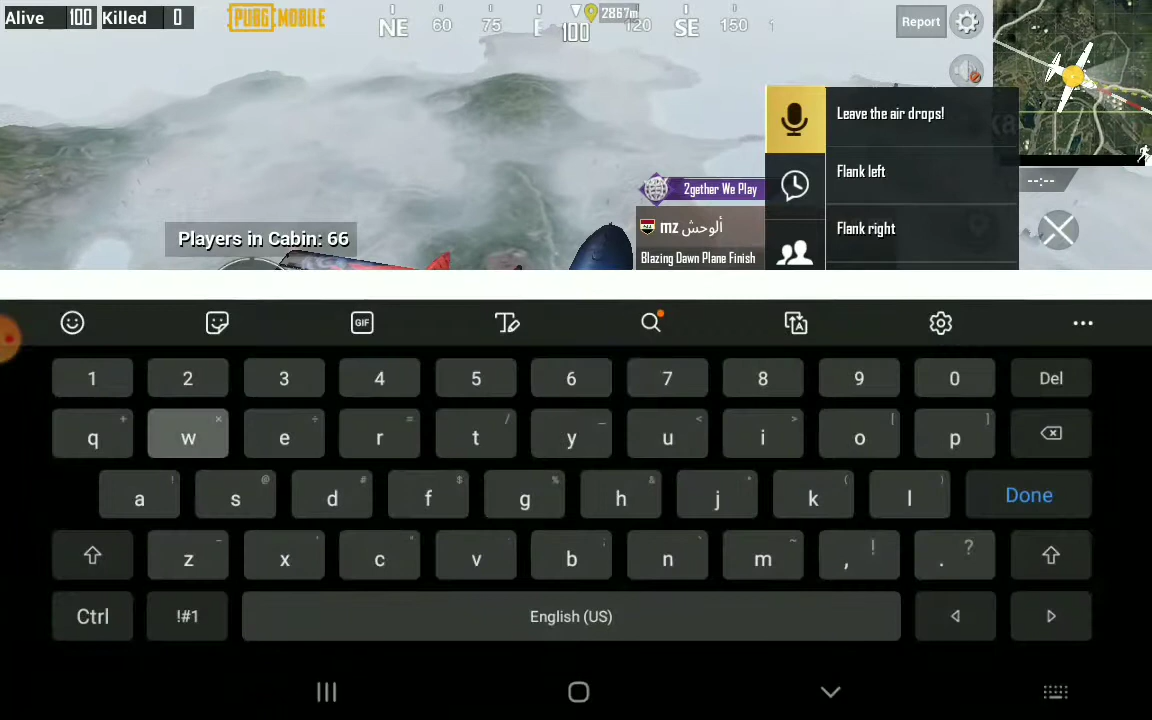 Alive 100 Killed 0
PUBG MOBILE
NE 60 75 E 100 120 SE 150
2867m
Report
Leave the air drops!
Flank left
Flank right
--:--
2gether We Play
mz ألوحش
Blazing Dawn Plane Finish
Players in Cabin: 66
GIF
1 2 3 4 5 6 7 8 9 0 Del
q w e r t y u i o p
a s d f g h j k l Done
z x c v b n m , ! . ?
Ctrl !#1 English (US)